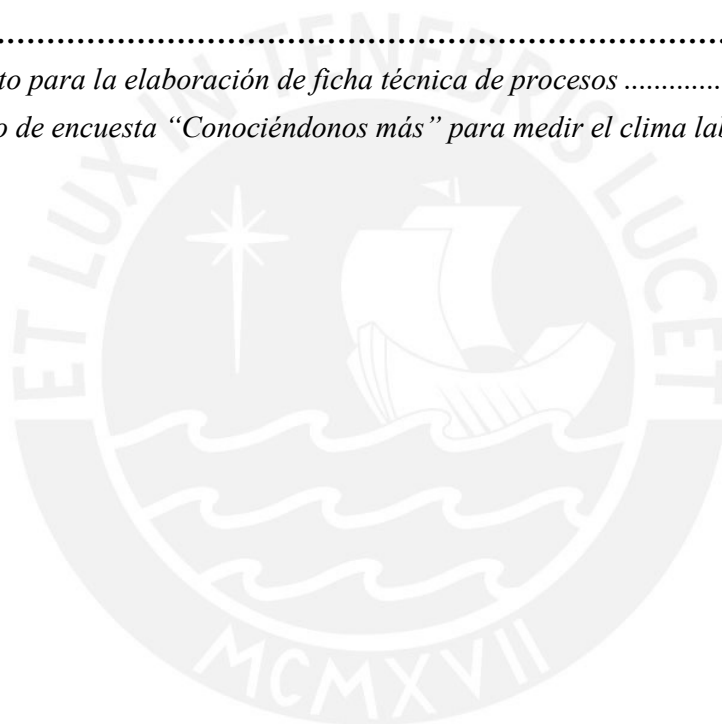 ................................................................
to para la elaboración de ficha técnica de procesos .............
o de encuesta “Conociéndonos más” para medir el clima lab
ET LUX IN TENEBRIS LUCET
MCMXVII